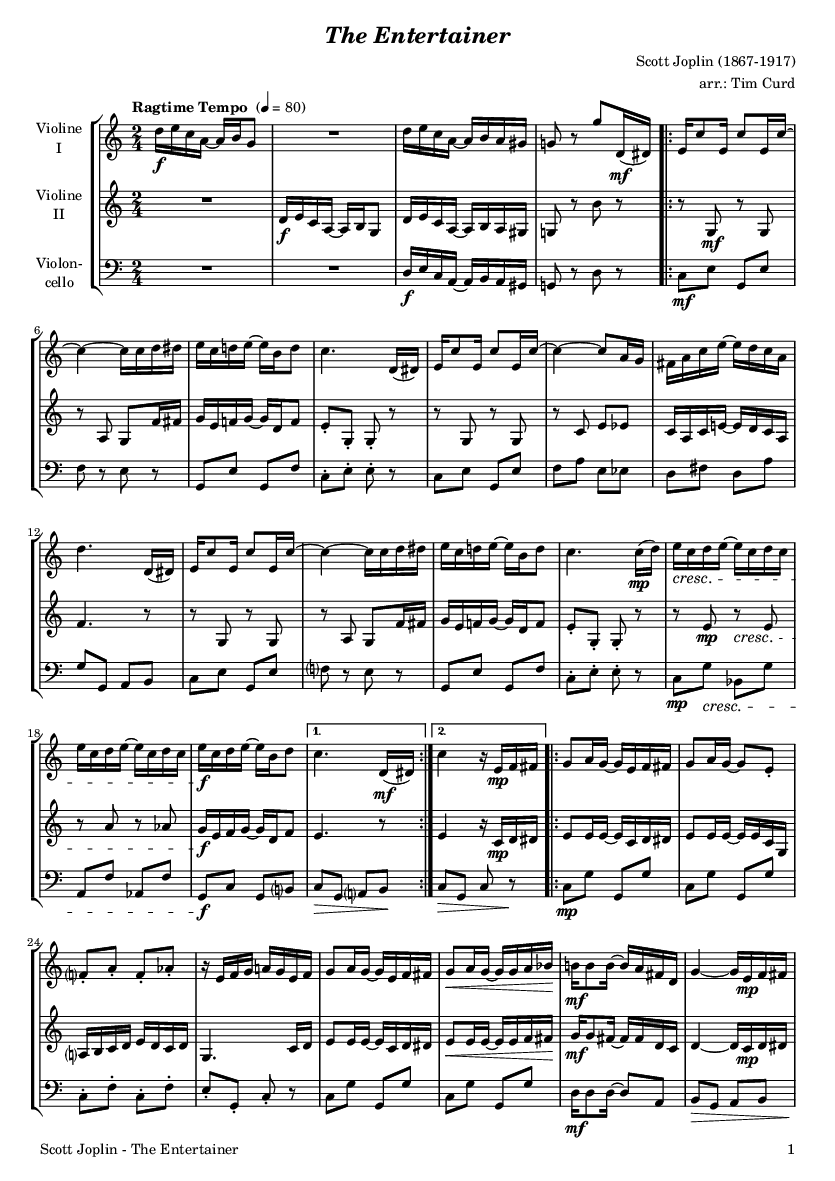 The Entertainer
Scott Joplin (1867-1917)
arr.: Tim Curd
Ragtime Tempo (♩ = 80)
Violine
I
f
mf
Violine
II
f
mf
Violon-
cello
f
mf
6
12
mp
cresc.
mp
cresc.
mp
cresc.
18
1.
2.
f
mf
mp
f
mp
f
mp
24
mf
mp
mf
mp
mf
Scott Joplin - The Entertainer
1